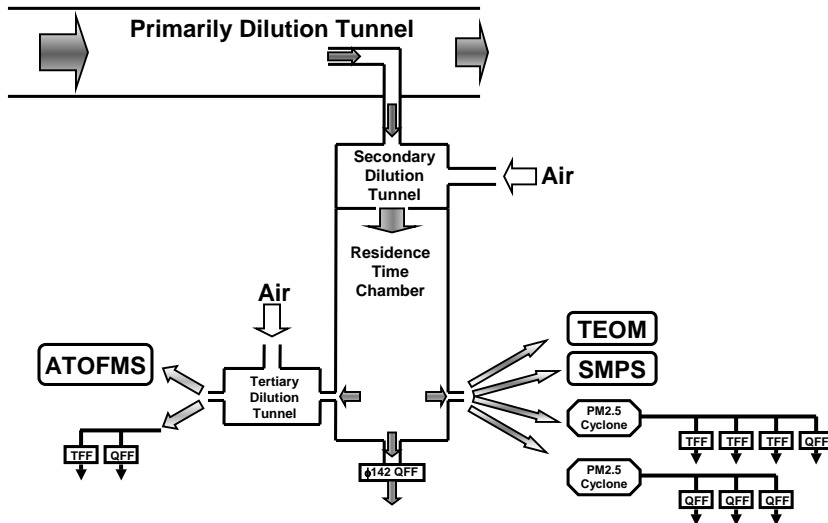 Primarily Dilution Tunnel
Secondary
Dilution
Tunnel
Air
Residence
Time
Chamber
Air
TEOM
ATOFMS
SMPS
Tertiary
Dilution
Tunnel
PM2.5
Cyclone
TFF QFF
TFF TFF TFF QFF
ϕ142 QFF
PM2.5
Cyclone
QFF QFF QFF